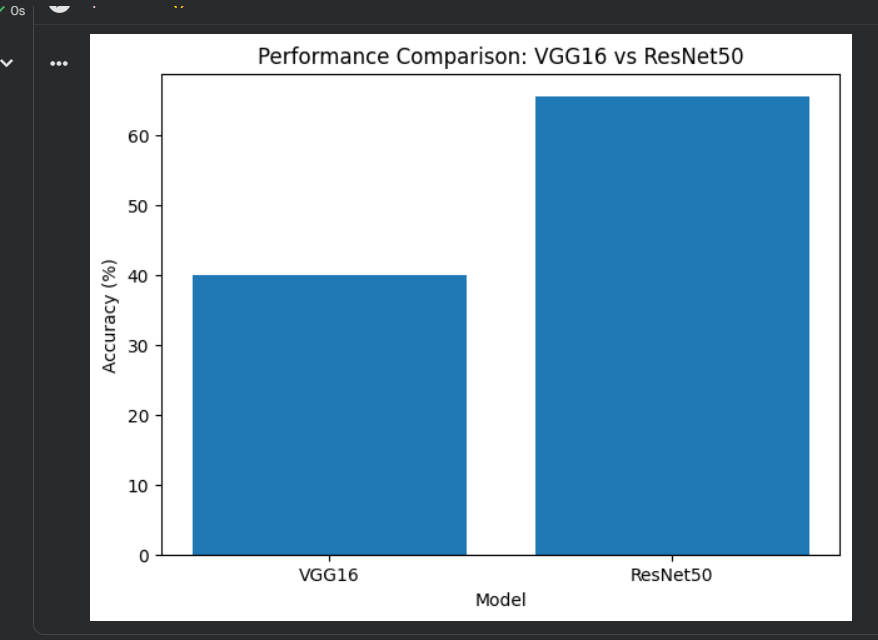 0s
Performance Comparison: VGG16 vs ResNet50
60
50
40
30
20
10
0
Accuracy (%)
VGG16 ResNet50
Model